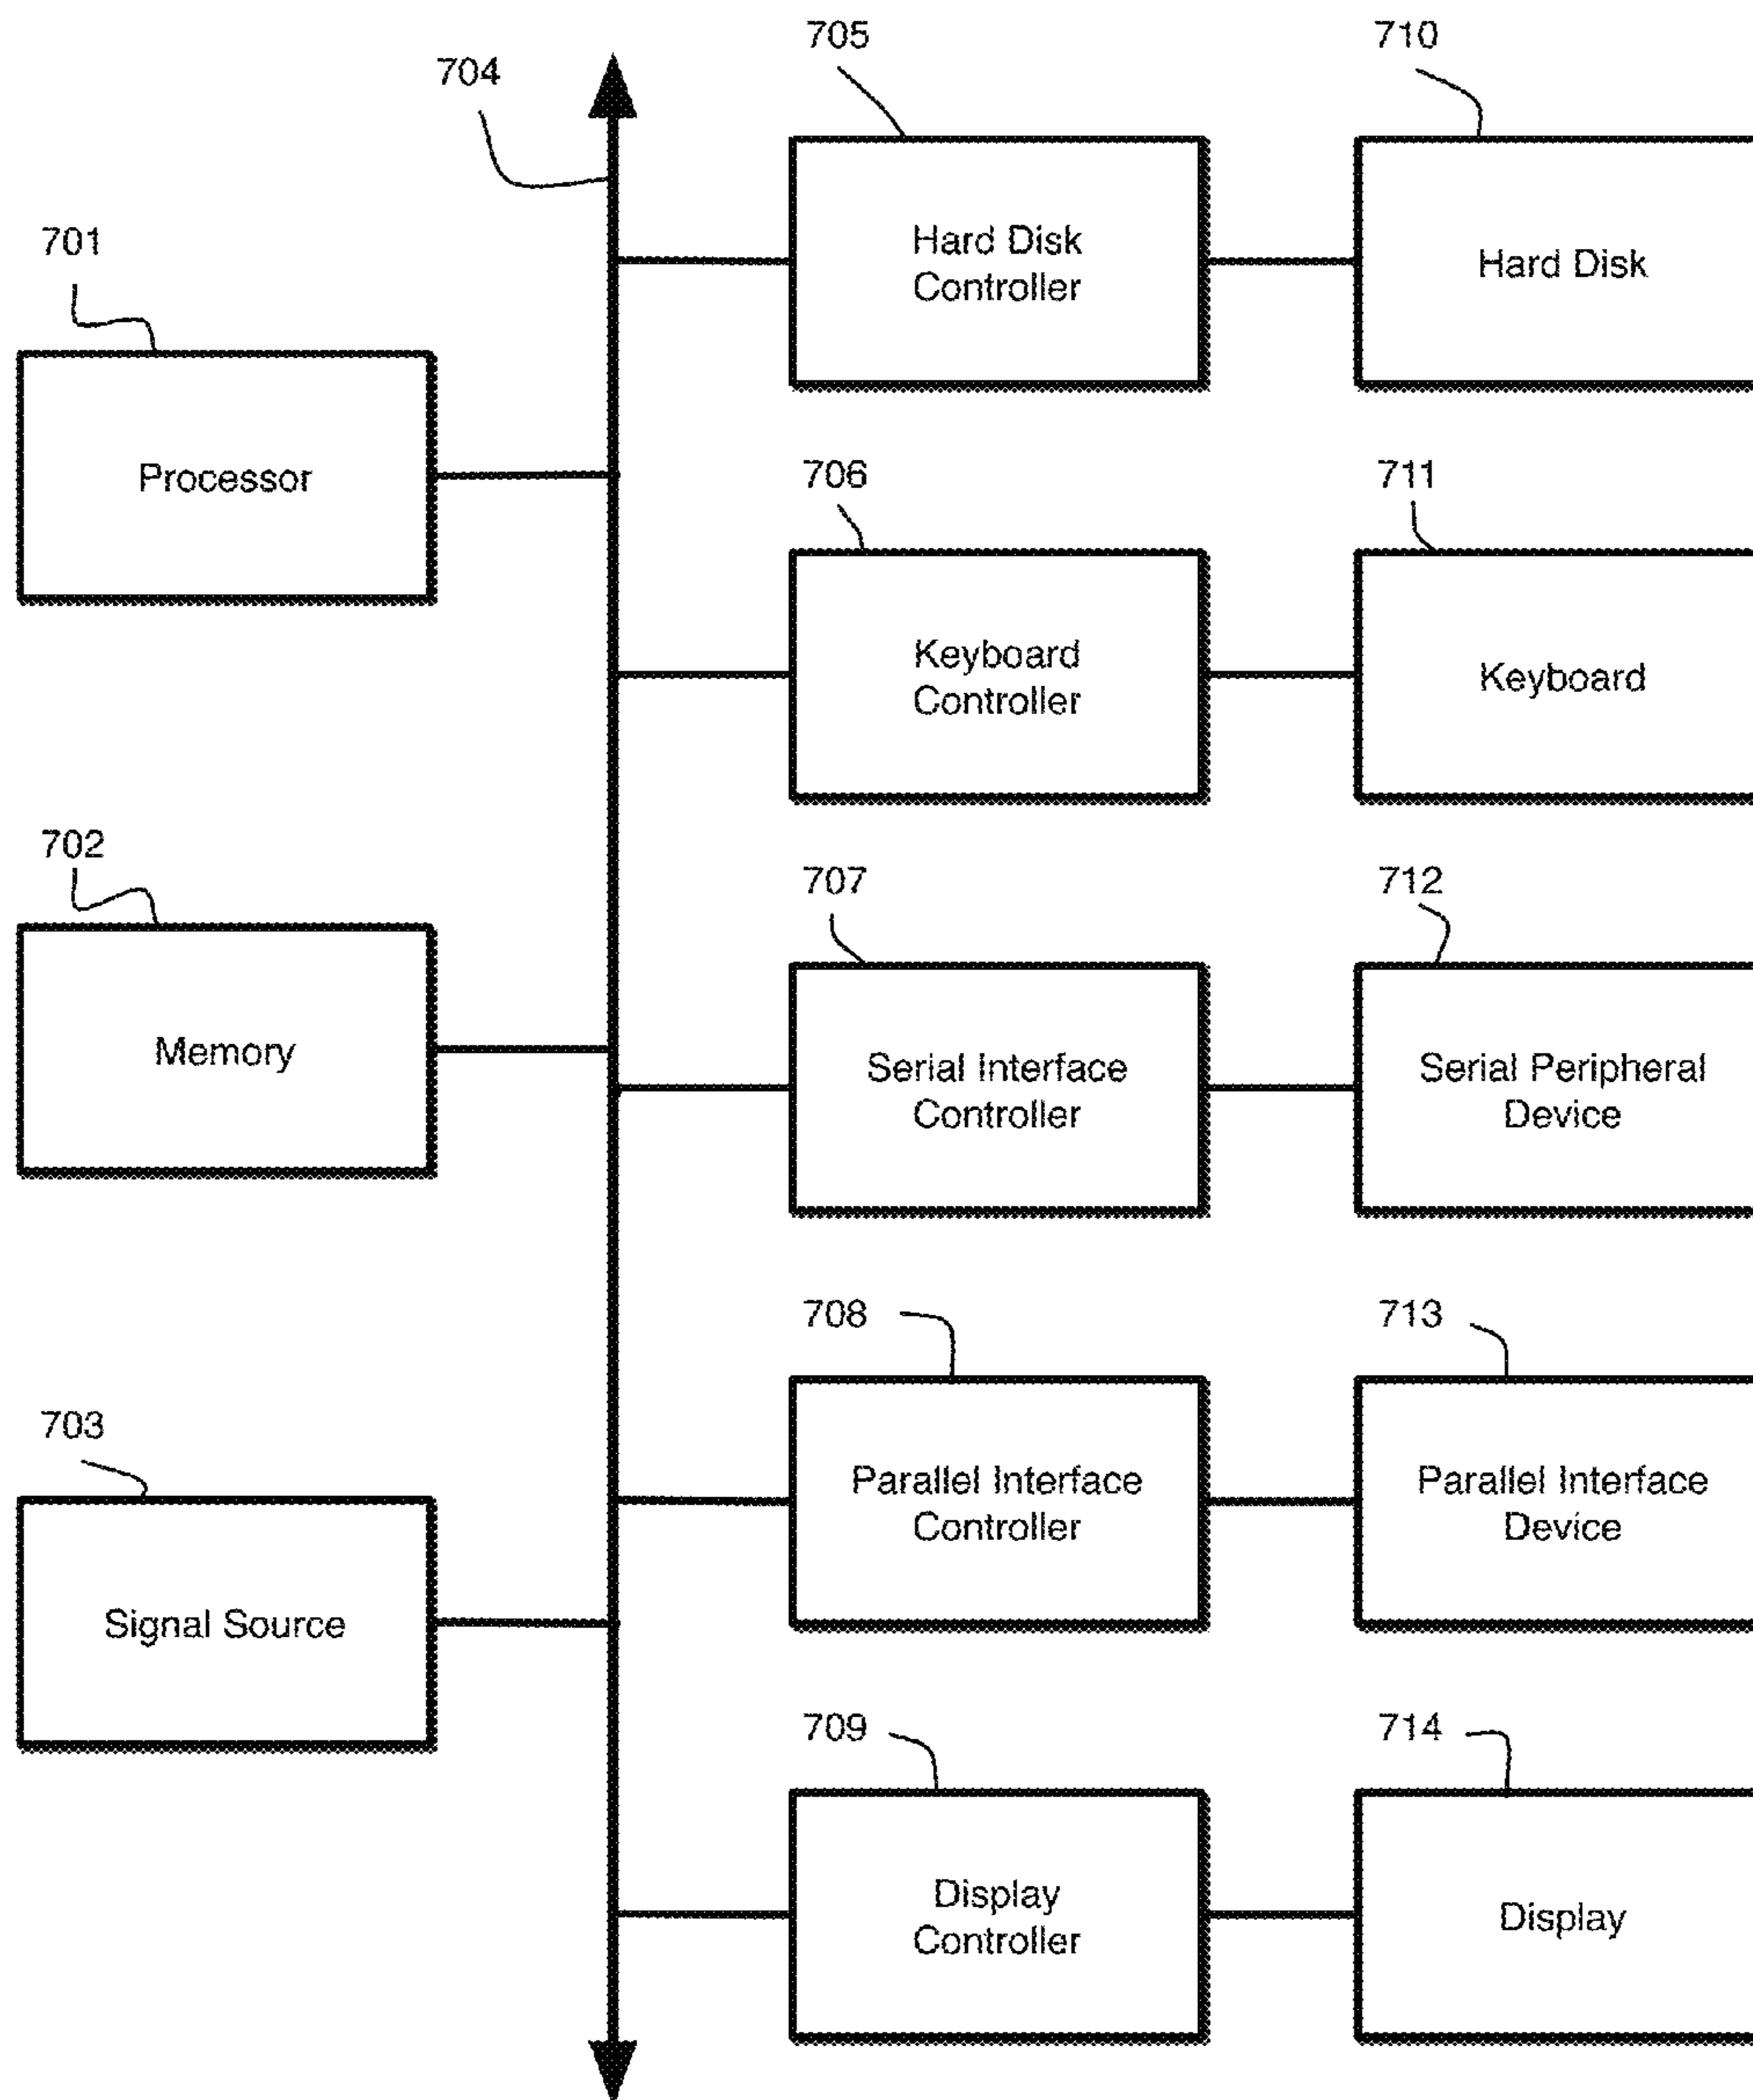 704
705
710
Hard Disk
Controller
Hard Disk
701
Processor
706
711
Keyboard
Controller
Keyboard
702
Memory
707
712
Serial Interface
Controller
Serial Peripheral
Device
708
713
Parallel Interface
Controller
Parallel Interface
Device
703
Signal Source
709
714
Display
Controller
Display